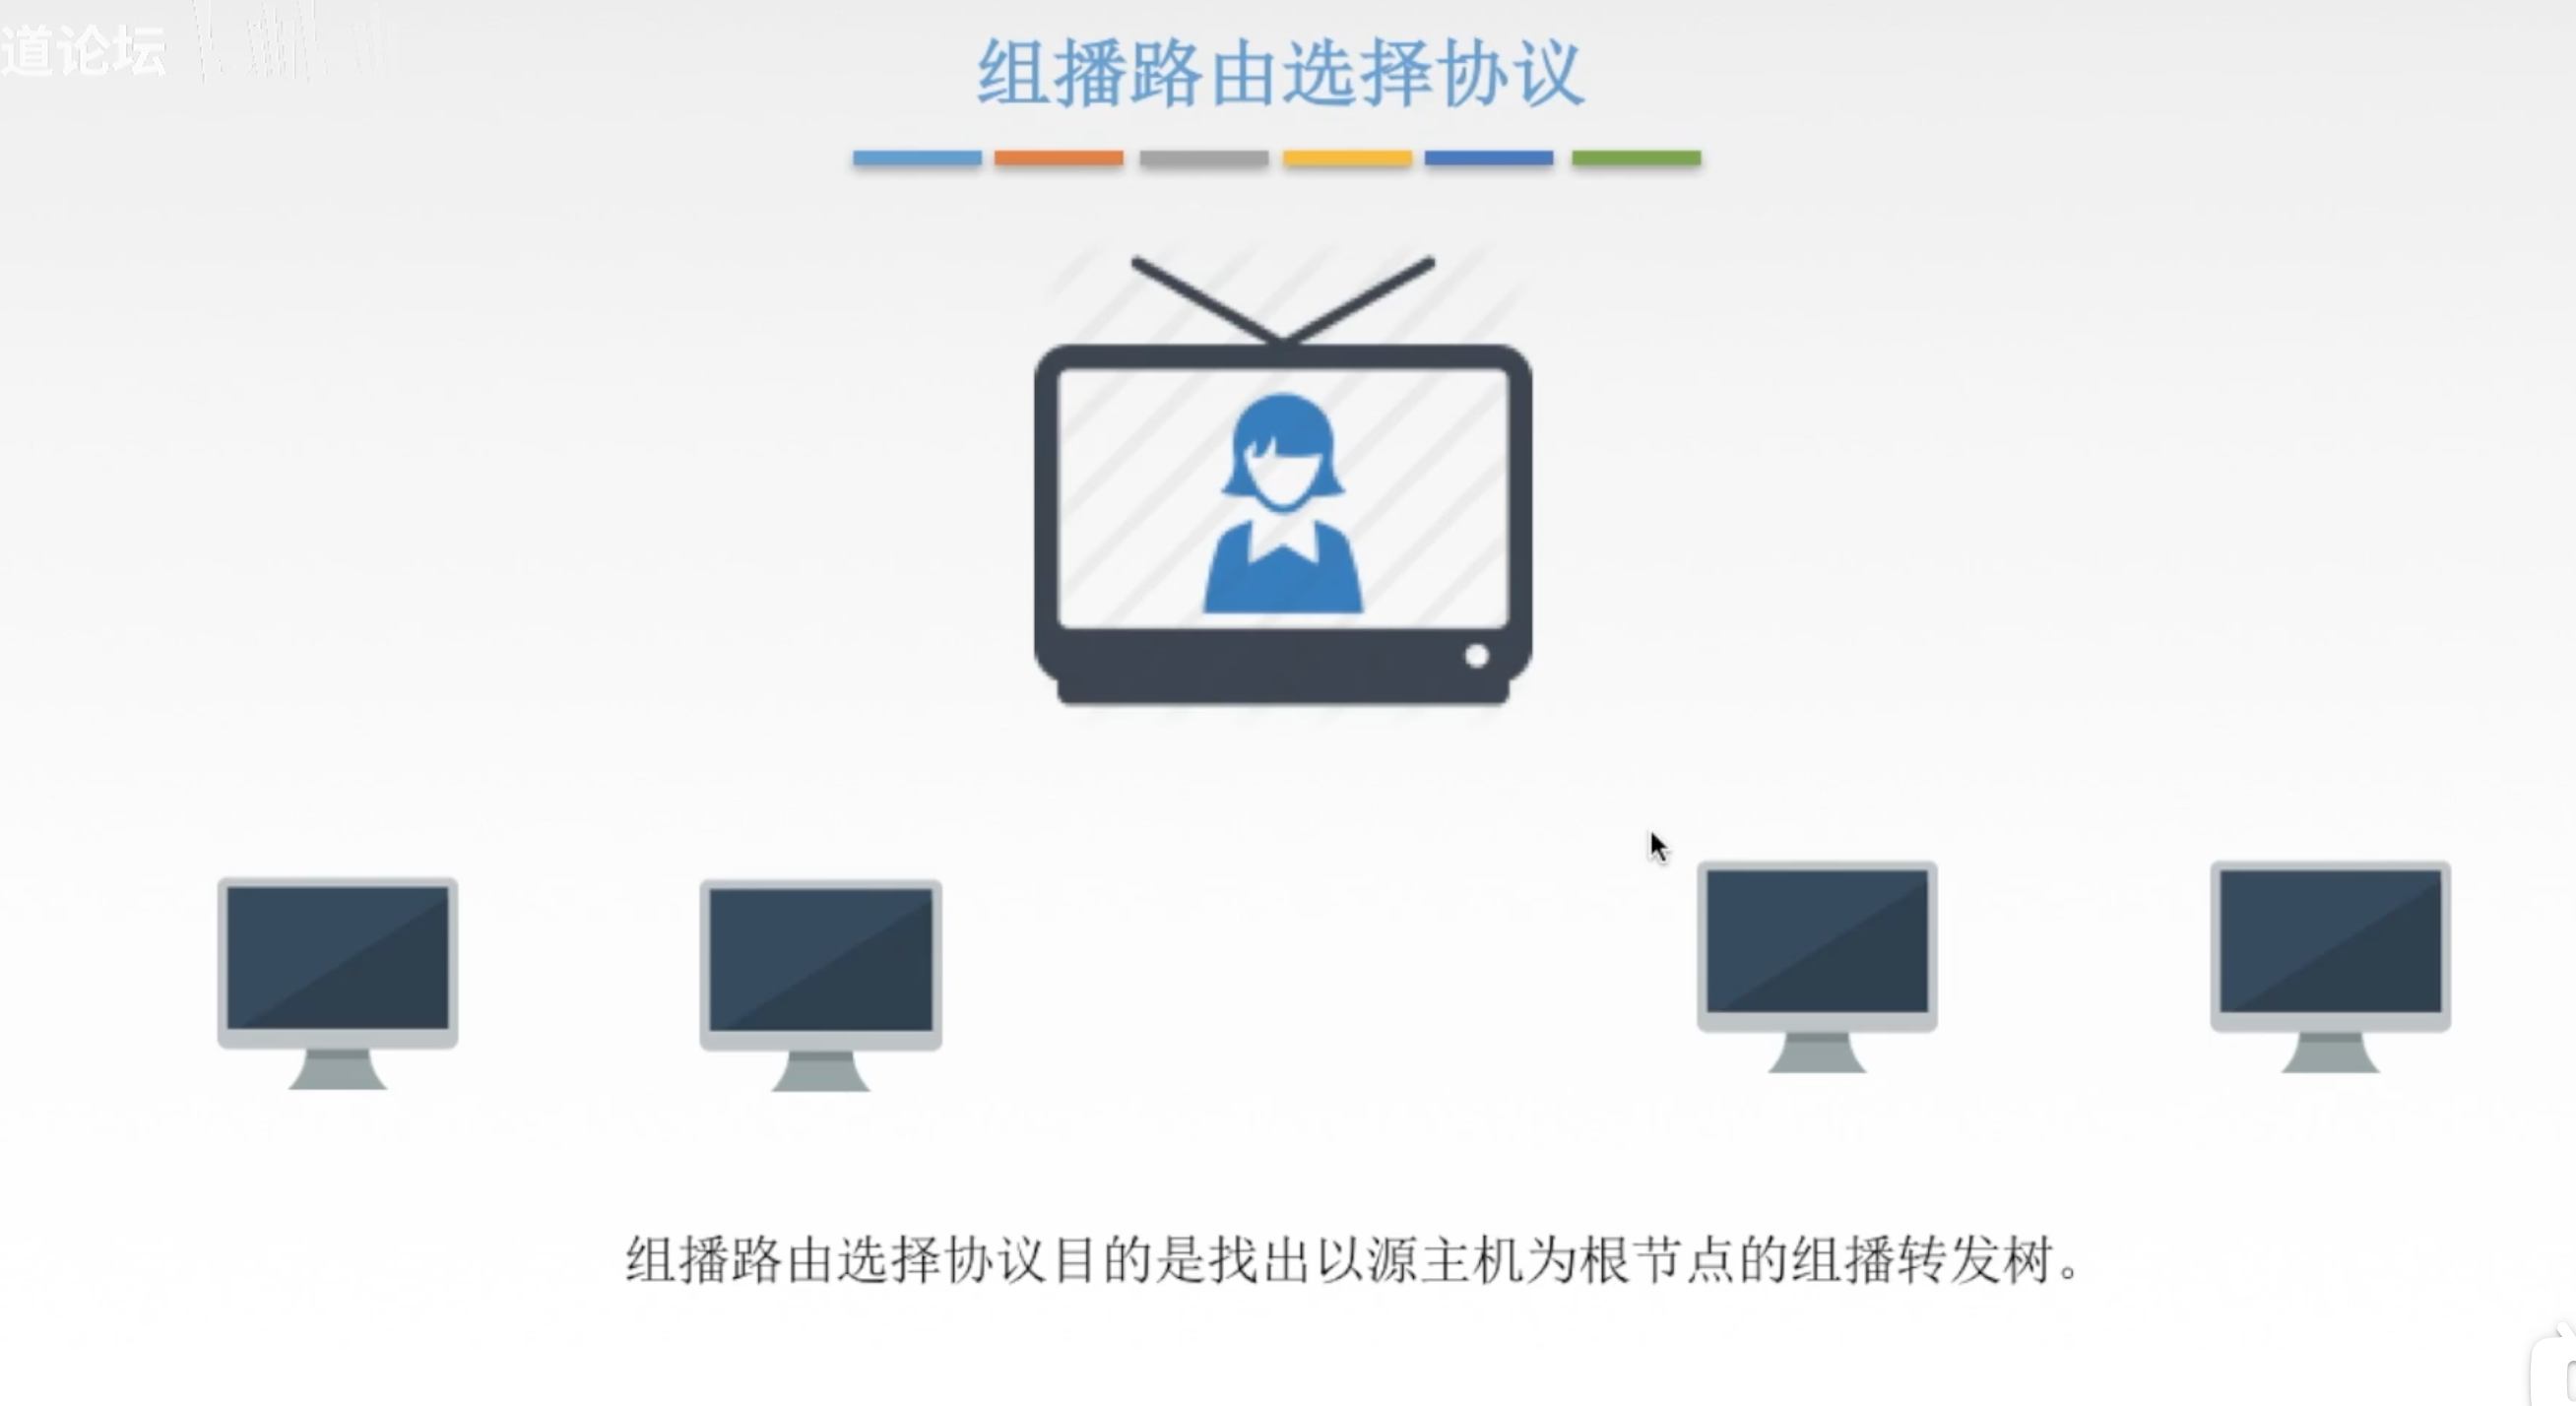 道论坛
组播路由选择协议
组播路由选择协议目的是找出以源主机为根节点的组播转发树。